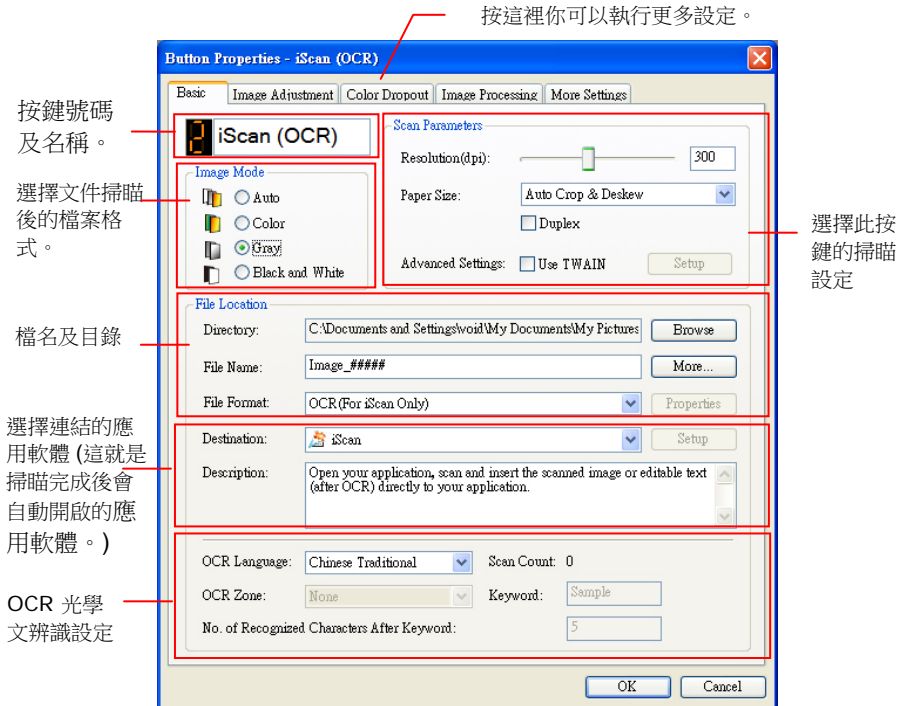 按這裡你可以執行更多設定。
Button Properties - iScan (OCR)
Basic Image Adjustment Color Dropout Image Processing More Settings
按鍵號碼
及名稱。
2 iScan (OCR)
選擇文件掃瞄
後的檔案格
式。
Image Mode
Auto
Color
Gray
Black and White
Scan Parameters
Resolution(dpi): 300
Paper Size: Auto Crop & Deskew
Duplex
Advanced Settings: Use TWAIN Setup
選擇此按
鍵的掃瞄
設定
檔名及目錄
File Location
Directory: C:\Documents and Settings\void\My Documents\My Pictures Browse
File Name: Image_##### More...
File Format: OCR(For iScan Only) Properties
選擇連結的應
用軟體 (這就是
掃瞄完成後會
自動開啟的應
用軟體。)
Destination: iScan Setup
Description: Open your application, scan and insert the scanned image or editable text
(after OCR) directly to your application.
OCR 光學
文辨識設定
OCR Language: Chinese Traditional Scan Count: 0
OCR Zone: None Keyword: Sample
No. of Recognized Characters After Keyword: 5
OK Cancel